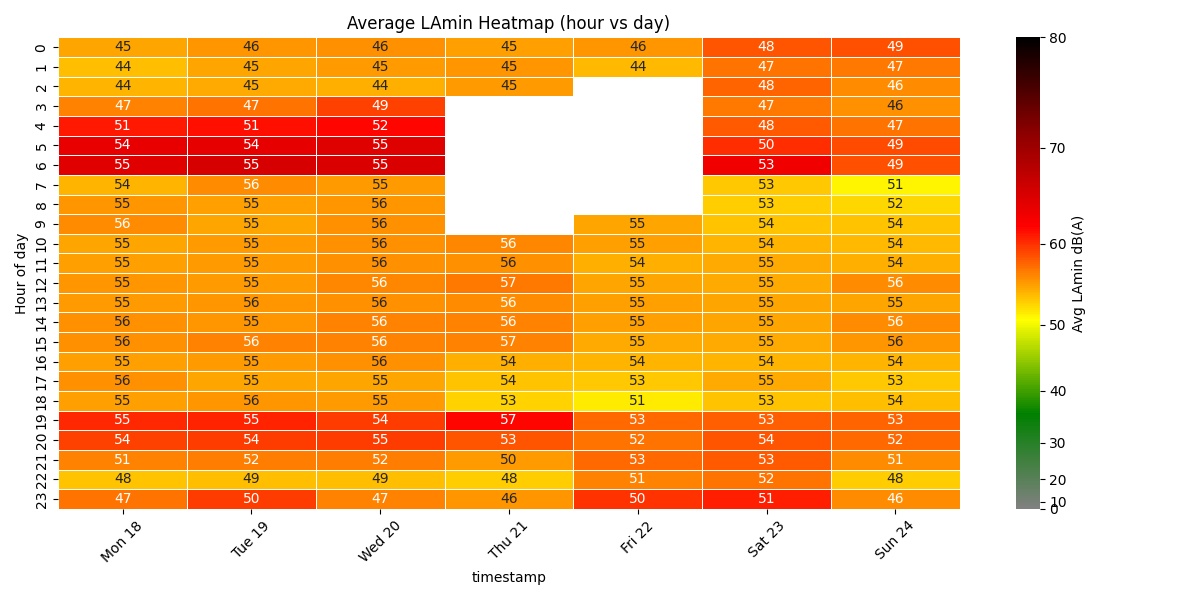 Average LAmin Heatmap (hour vs day)
0 45 46 46 45 46 48 49
1 44 45 45 45 44 47 47
2 44 45 44 45 48 46
3 47 47 49 47 46
4 51 51 52 48 47
5 54 54 55 50 49
6 55 55 55 53 49
7 54 56 55 53 51
8 55 55 56 53 52
9 56 55 56 55 54 54
10 55 55 56 56 55 54 54
11 55 55 56 56 54 55 54
12 55 55 56 57 55 55 56
13 55 56 56 56 55 55 55
14 56 55 56 56 55 55 56
15 56 56 56 57 55 55 56
16 55 55 56 54 54 54 54
17 56 55 55 54 53 55 53
18 55 56 55 53 51 53 54
19 55 55 54 57 53 53 53
20 54 54 55 53 52 54 52
21 51 52 52 50 53 53 51
22 48 49 49 48 51 52 48
23 47 50 47 46 50 51 46
Hour of day
Mon 18 Tue 19 Wed 20 Thu 21 Fri 22 Sat 23 Sun 24
timestamp
80
70
60
50
40
30
20
10
0
Avg LAmin dB(A)